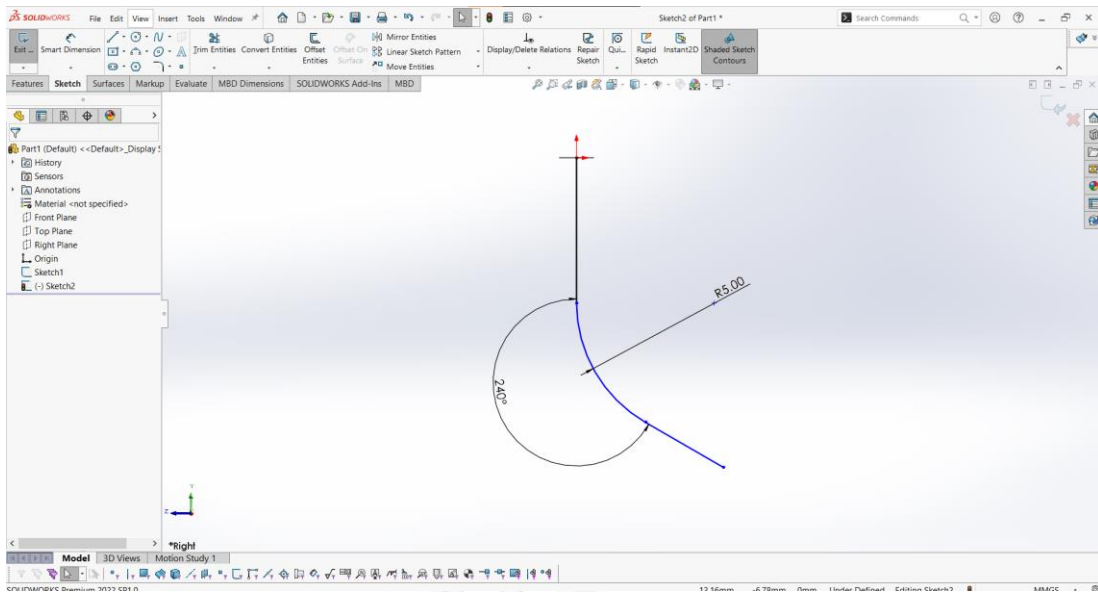 SOLIDWORKS File Edit View Insert Tools Window Sketch2 of Part1 * Search Commands
Exit ... Smart Dimension Trim Entities Convert Entities Offset Entities Offset On Surface Mirror Entities Linear Sketch Pattern Move Entities Display/Delete Relations Repair Sketch Qui... Rapid Sketch Instant2D Shaded Sketch Contours
Features Sketch Surfaces Markup Evaluate MBD Dimensions SOLIDWORKS Add-Ins MBD
Part1 (Default) <<Default>_Display S
History
Sensors
Annotations
Material <not specified>
Front Plane
Top Plane
Right Plane
Origin
Sketch1
(-) Sketch2
R5.00
240°
Y
Z
*Right
Model 3D Views Motion Study 1
SOLIDWORKS Premium 2022 SP1.0 13.16mm -6.78mm 0mm Under Defined Editing Sketch2 MMGS